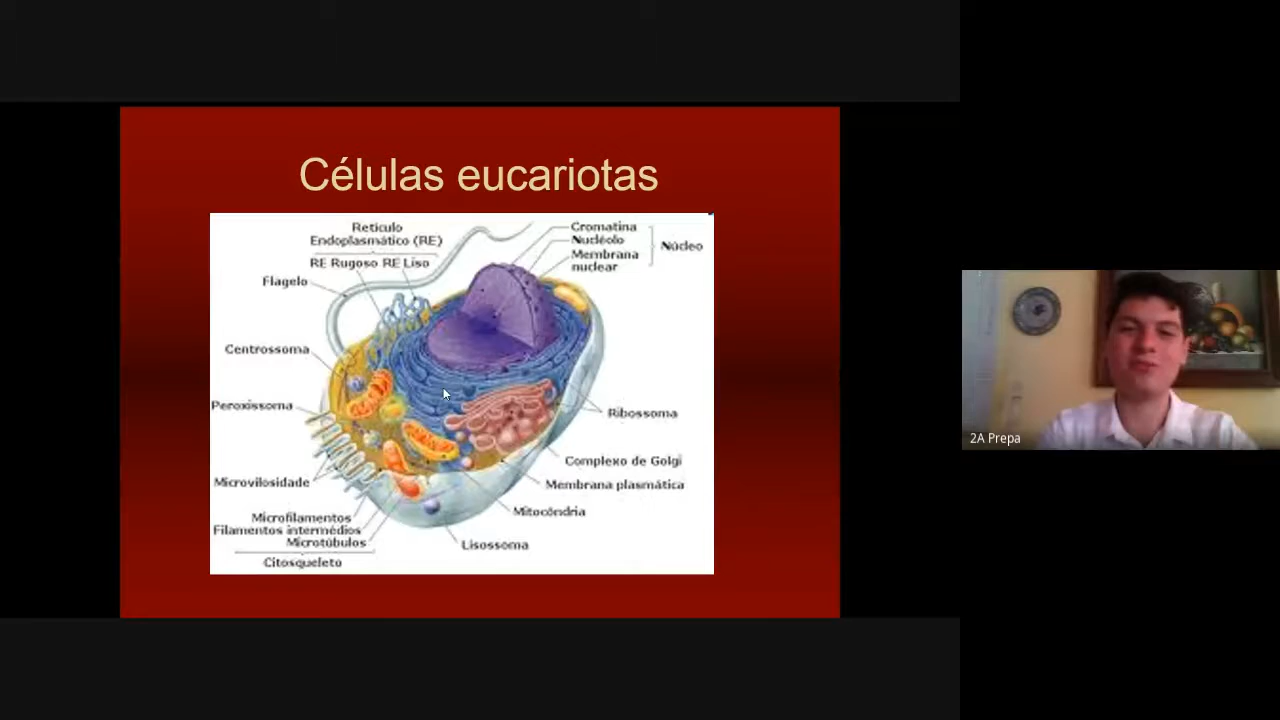 Células eucariotas
Retículo
Endoplasmático (RE)
RE Rugoso RE Liso
Flagelo
Centrossoma
Peroxissoma
Microvilosidade
Microfilamentos
Filamentos intermédios
Microtúbulos
Citosqueleto
Cromatina
Nucléolo
Membrana
nuclear
Núcleo
Ribossoma
Complexo de Golgi
Membrana plasmática
Mitocôndria
Lisossoma
2A Prepa